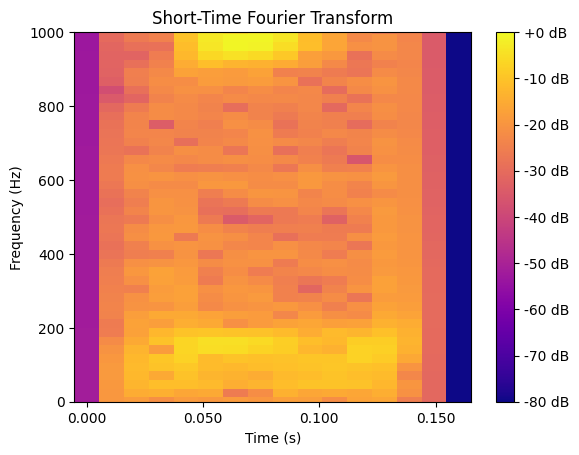 Short-Time Fourier Transform
Frequency (Hz)
1000
800
600
400
200
0
0.000
0.050
0.100
0.150
Time (s)
+0 dB
-10 dB
-20 dB
-30 dB
-40 dB
-50 dB
-60 dB
-70 dB
-80 dB